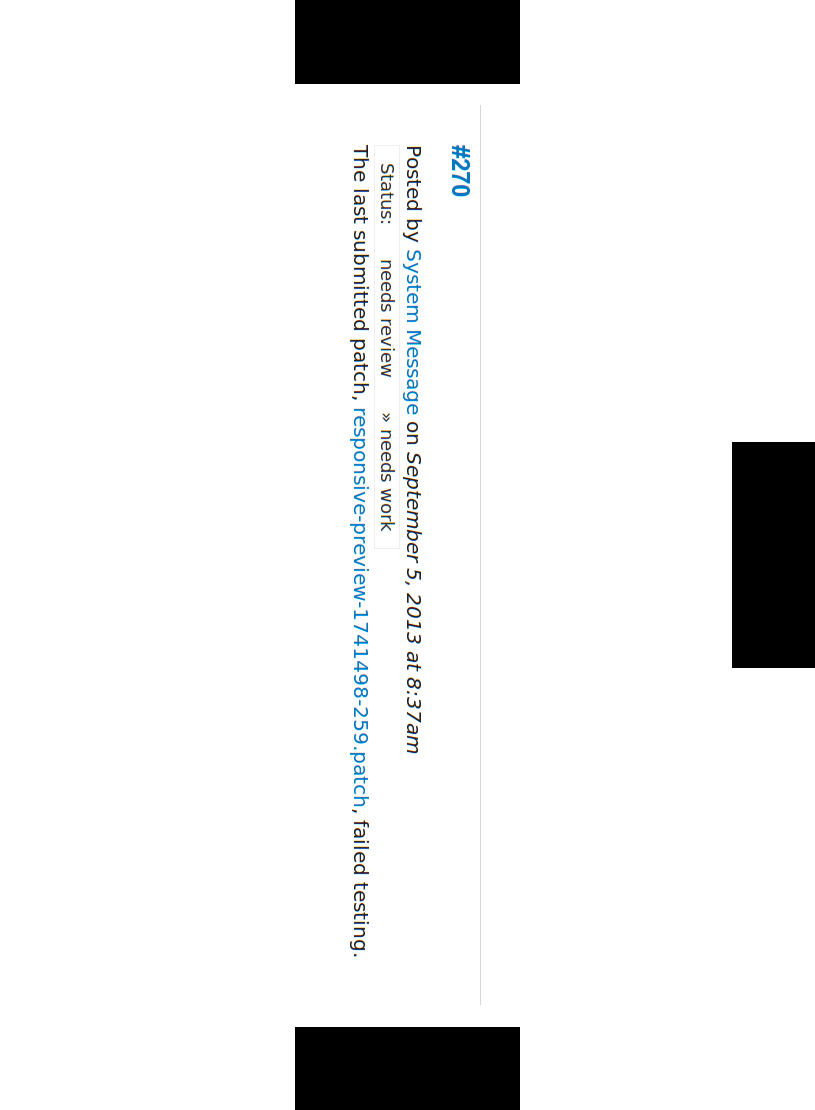 #270
Posted by System Message on September 5, 2013 at 8:37am
Status: needs review » needs work
The last submitted patch, responsive-preview-1741498-259.patch, failed testing.